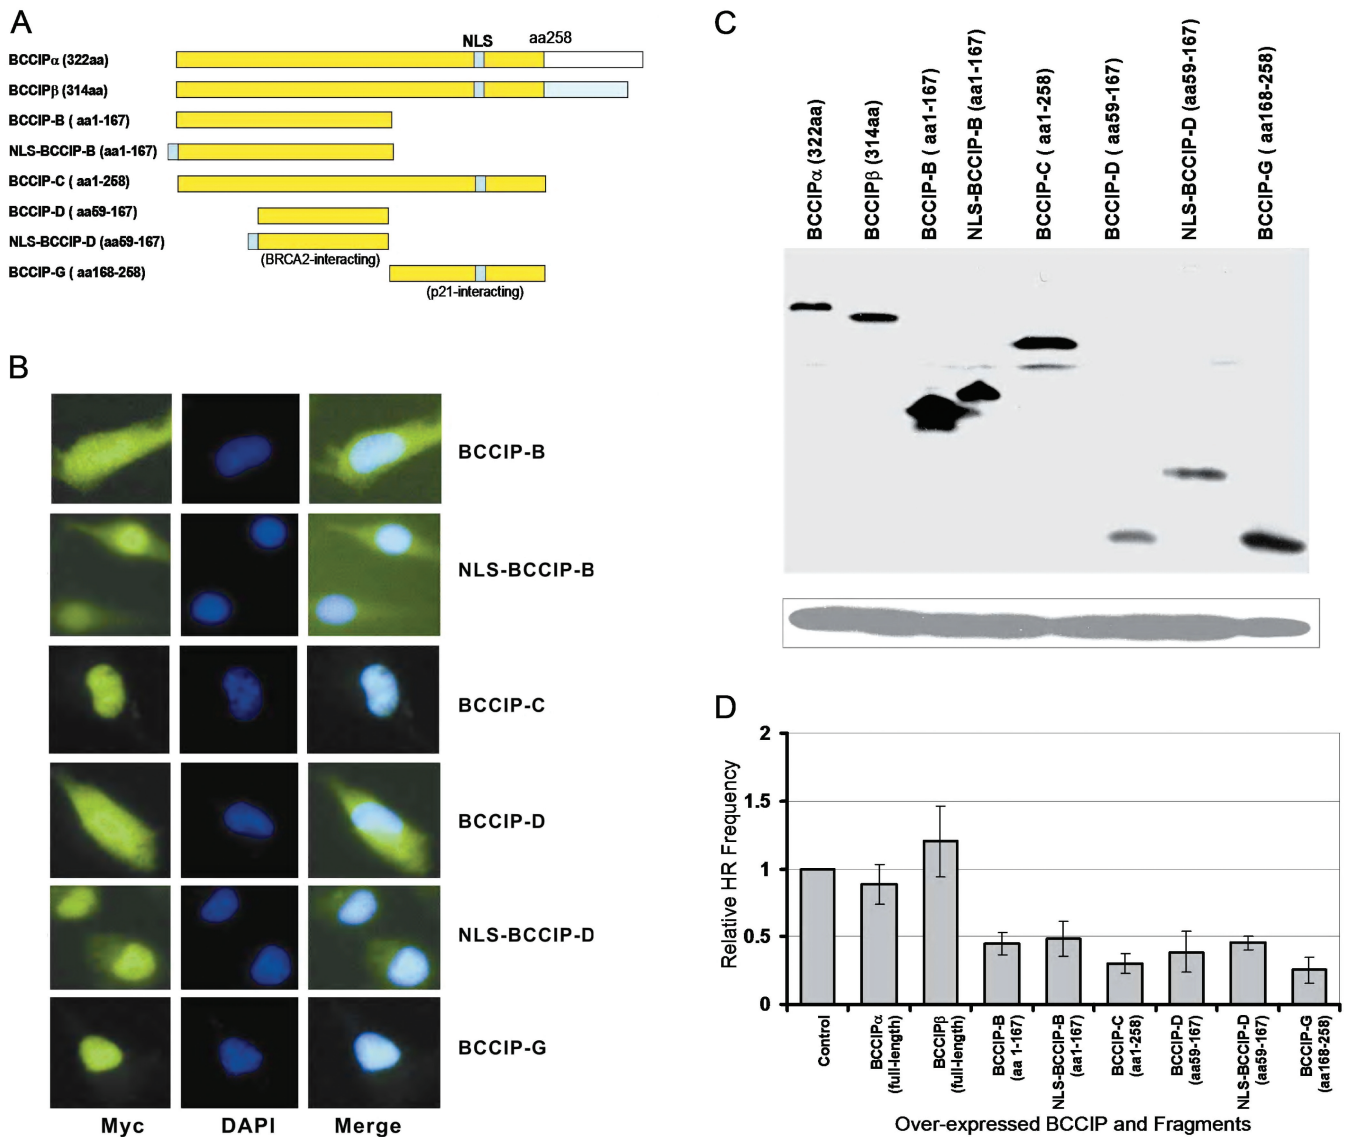 A
NLS
aa258
BCCIPα (322aa)
BCCIPβ (314aa)
BCCIP-B ( aa1-167)
NLS-BCCIP-B (aa1-167)
BCCIP-C ( aa1-258)
BCCIP-D ( aa59-167)
NLS-BCCIP-D (aa59-167)
(BRCA2-interacting)
BCCIP-G ( aa168-258)
(p21-interacting)
B
BCCIP-B
NLS-BCCIP-B
BCCIP-C
BCCIP-D
NLS-BCCIP-D
BCCIP-G
Myc
DAPI
Merge
C
BCCIPα (322aa)
BCCIPβ (314aa)
BCCIP-B ( aa1-167)
NLS-BCCIP-B (aa1-167)
BCCIP-C ( aa1-258)
BCCIP-D ( aa59-167)
NLS-BCCIP-D (aa59-167)
BCCIP-G ( aa168-258)
D
Relative HR Frequency
2
1.5
1
0.5
0
Control
BCCIPα
(full-length)
BCCIPβ
(full-length)
BCCIP-B
(aa 1-167)
NLS-BCCIP-B
(aa1-167)
BCCIP-C
(aa1-258)
BCCIP-D
(aa59-167)
NLS-BCCIP-D
(aa59-167)
BCCIP-G
(aa168-258)
Over-expressed BCCIP and Fragments